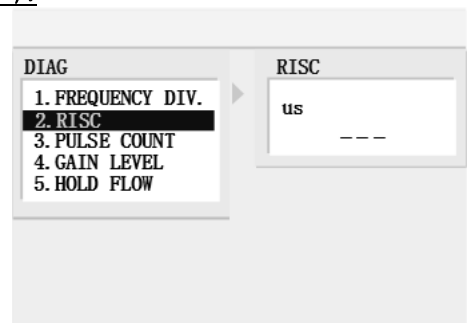 DIAG
1. FREQUENCY DIV.
2. RISC
3. PULSE COUNT
4. GAIN LEVEL
5. HOLD FLOW
RISC
us
---